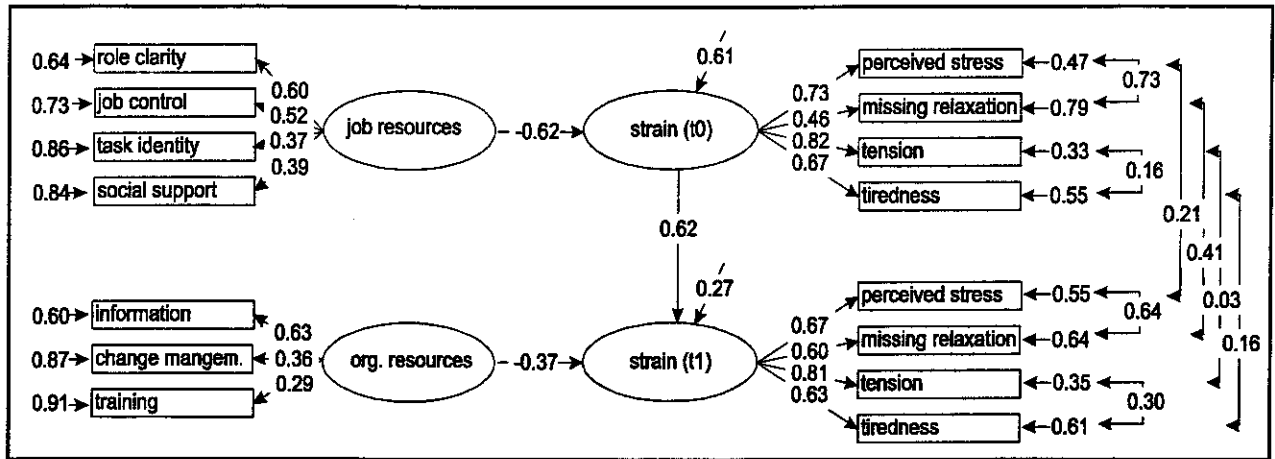 0.64 role clarity
0.73 job control
0.86 task identity
0.84 social support
0.60
0.52
0.37
0.39
job resources
-0.62
strain (t0)
0.61
0.73
0.46
0.82
0.67
perceived stress 0.47
missing relaxation 0.79
tension 0.33
tiredness 0.55
0.73
0.16
0.62
0.21
0.41
0.03
0.16
0.60 information
0.87 change mangem.
0.91 training
0.63
0.36
0.29
org. resources
-0.37
strain (t1)
0.27
0.67
0.60
0.81
0.63
perceived stress 0.55
missing relaxation 0.64
tension 0.35
tiredness 0.61
0.64
0.30